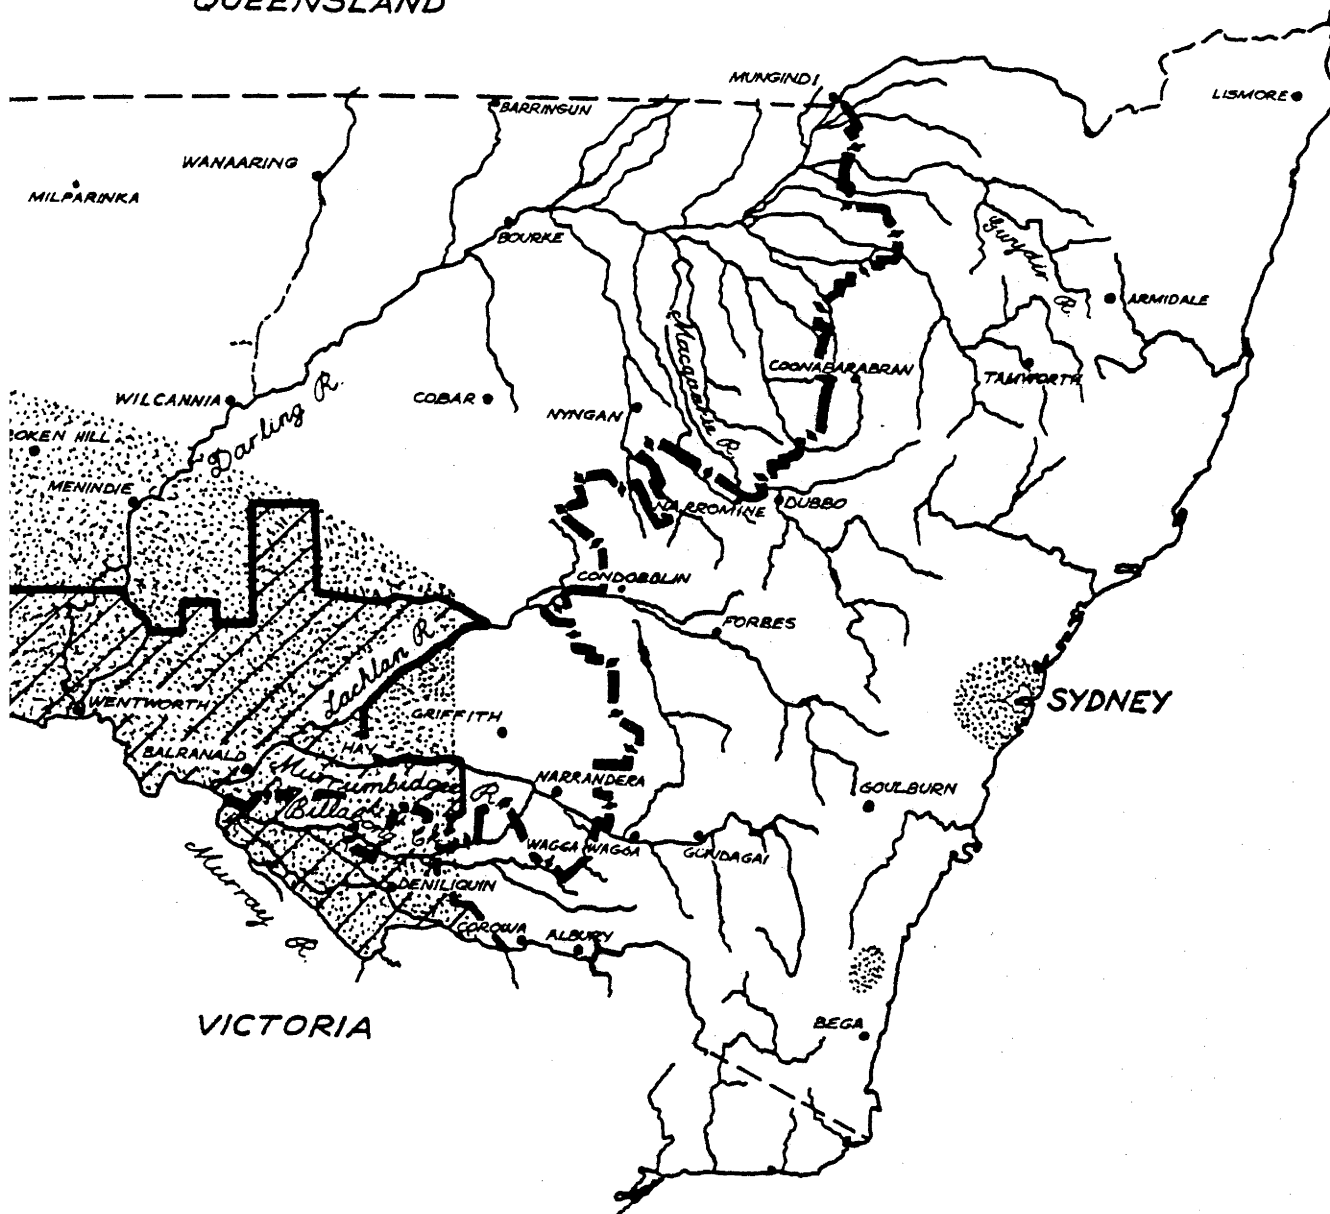 QUEENSLAND
MUNGINDI
LISMORE
BARRINGUN
WANAARING
MILPARINKA
BOURKE
Gwydir R.
ARMIDALE
Macquarie R.
COONABARABRAN
TAMWORTH
WILCANNIA
Darling R.
COBAR
NYNGAN
OKEN HILL
MENINDIE
NARROMINE
DUBBO
CONDOBBLIN
FORBES
Lachlan R.
WENTWORTH
GRIFFITH
SYDNEY
BALRANALD
HAY
Murrumbidgee R.
NARRANDERA
GOULBURN
Billabong Ck.
WAGGA WAGGA
GUNDAGAI
Murray R.
DENILIQUIN
COROWA
ALBURY
VICTORIA
BEGA